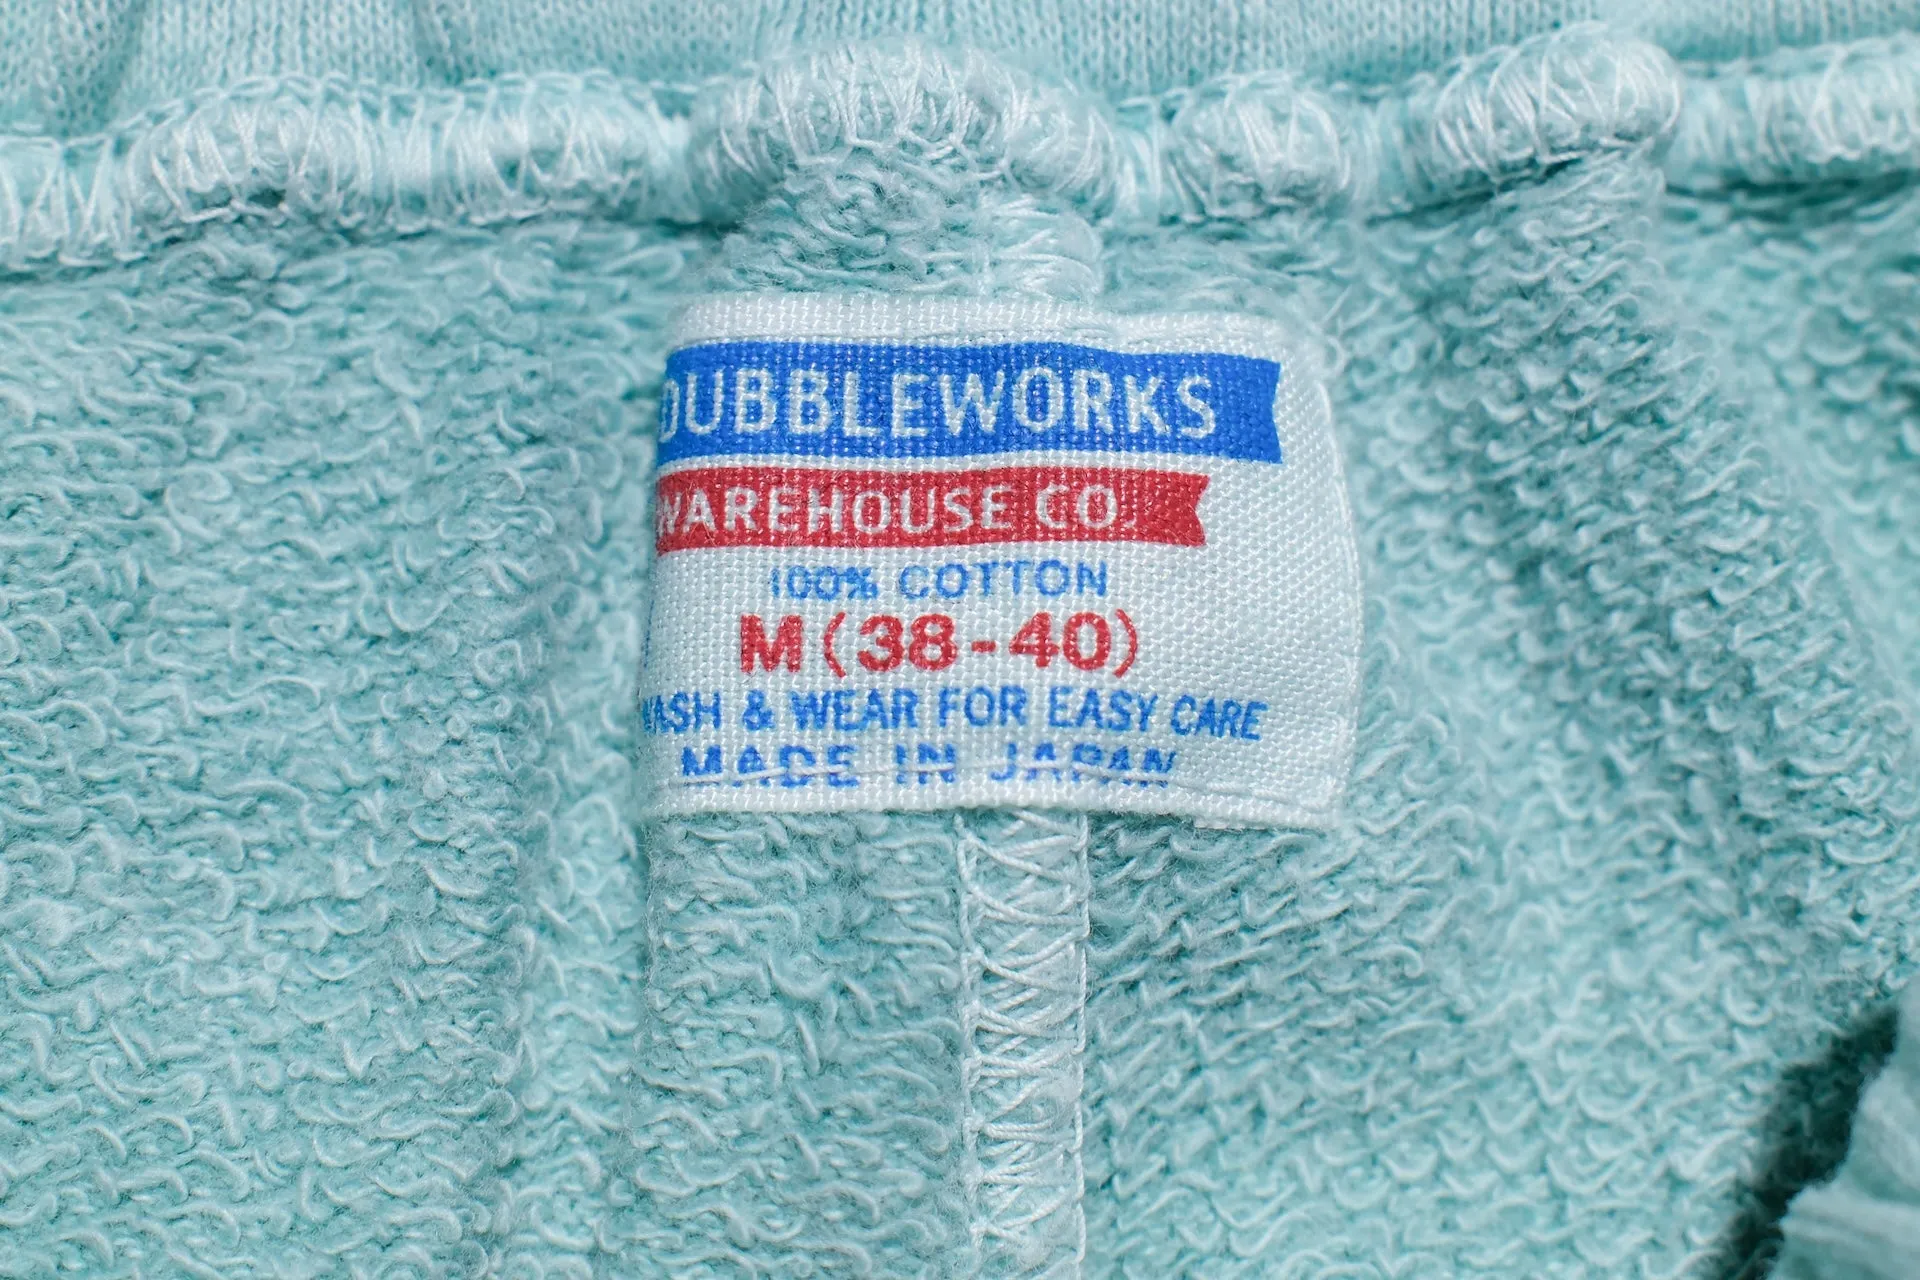 DUBBLEWORKS
WAREHOUSE CO.
100% COTTON
M (38-40)
WASH & WEAR FOR EASY CARE
MADE IN JAPAN